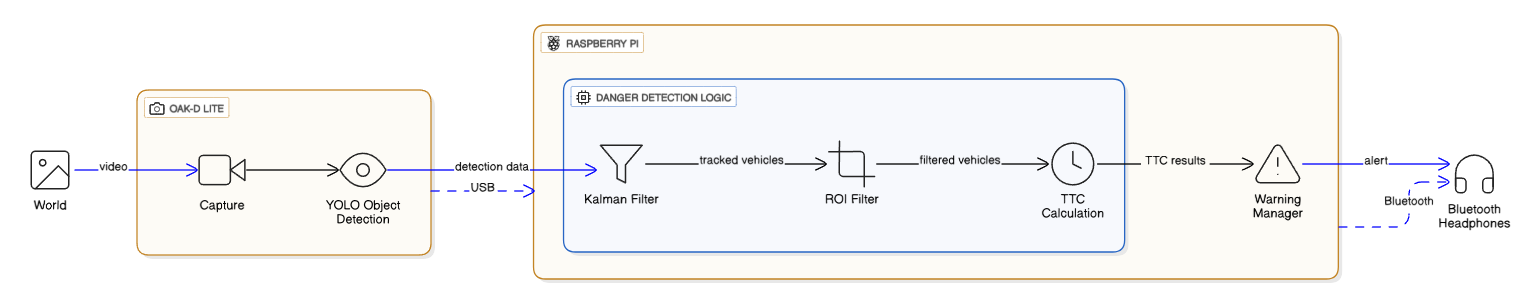 RASPBERRY PI
OAK-D LITE
DANGER DETECTION LOGIC
video
detection data
USB
tracked vehicles
filtered vehicles
TTC results
alert
Bluetooth
World
Capture
YOLO Object
Detection
Kalman Filter
ROI Filter
TTC
Calculation
Warning
Manager
Bluetooth
Headphones